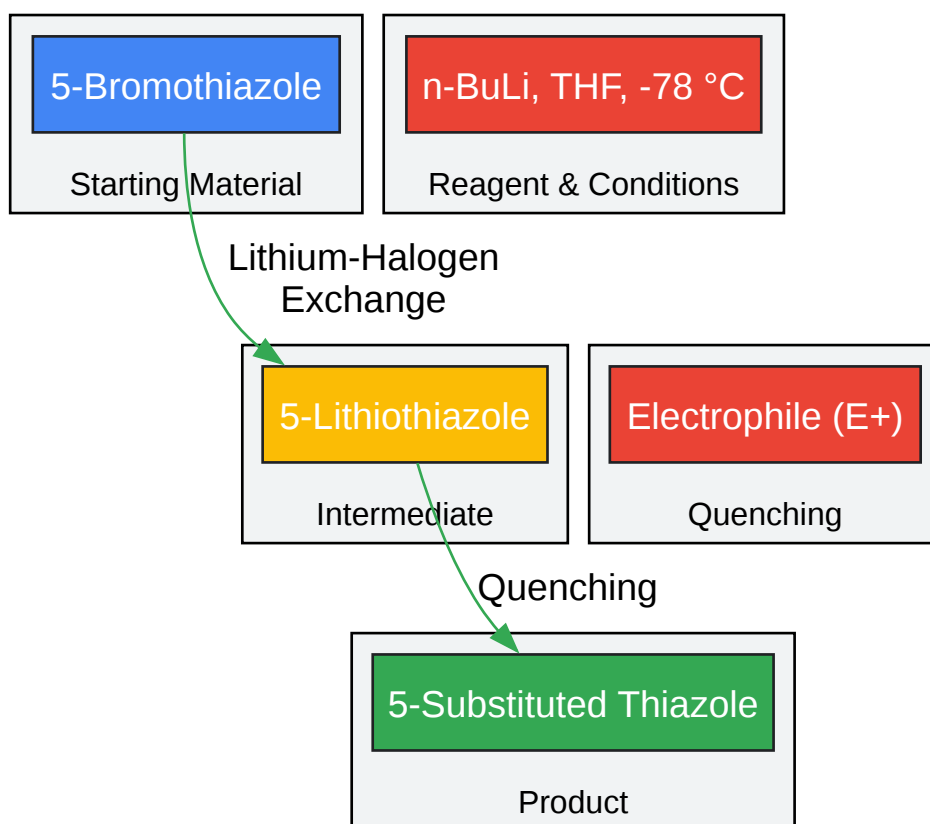 5-Bromothiazole
Starting Material
n-BuLi, THF, -78 °C
Reagent & Conditions
Lithium-Halogen
Exchange
5-Lithiothiazole
Intermediate
Electrophile (E+)
Quenching
Quenching
5-Substituted Thiazole
Product